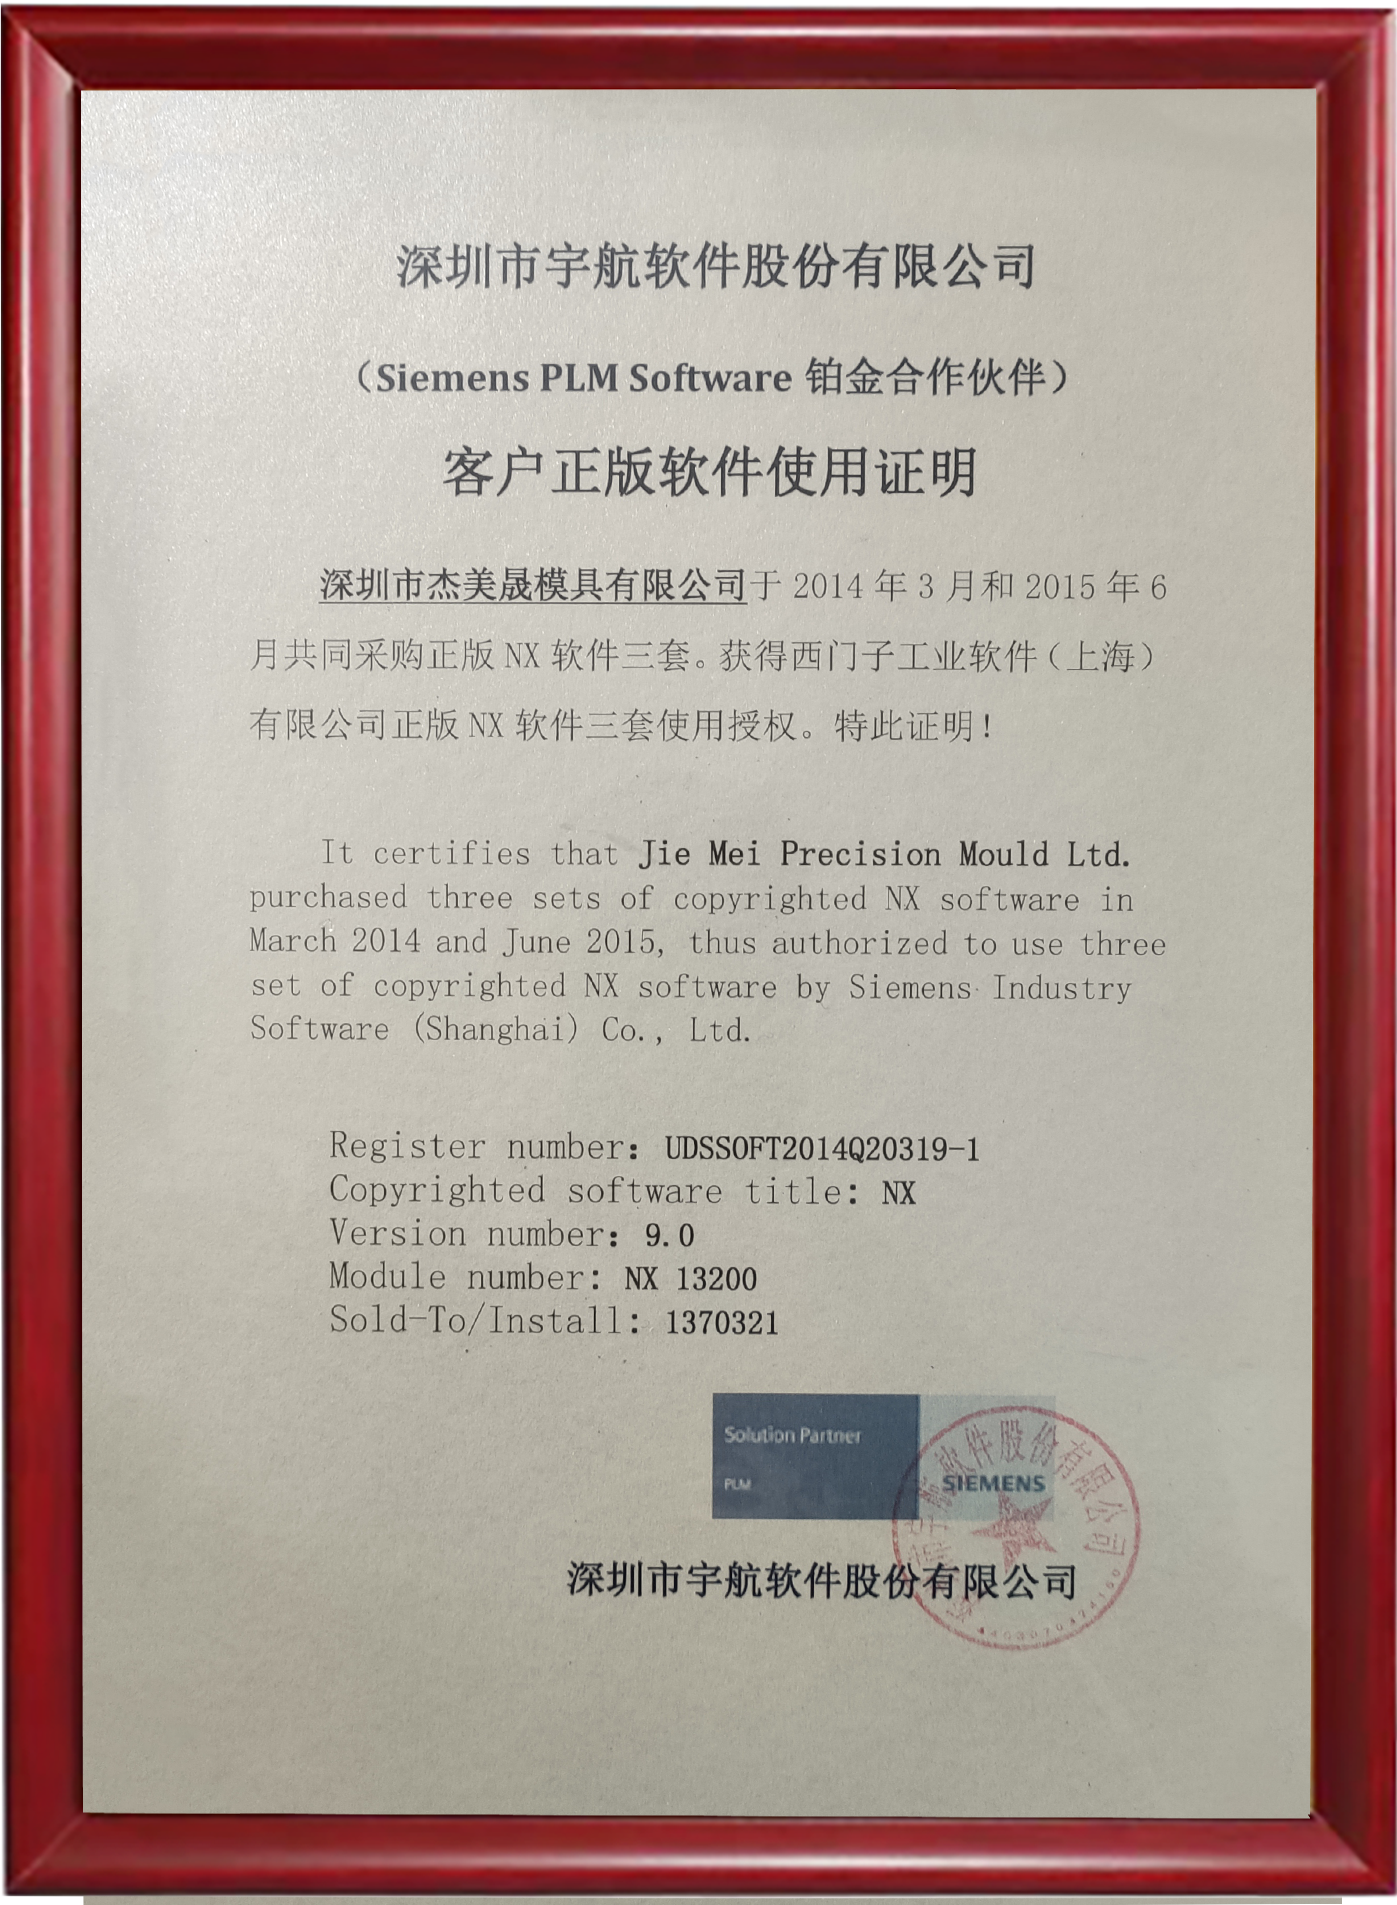 深圳市宇航软件股份有限公司
（Siemens PLM Software 铂金合作伙伴）
客户正版软件使用证明
深圳市杰美晟模具有限公司于 2014 年 3 月和 2015 年 6
月共同采购正版 NX 软件三套。获得西门子工业软件（上海）
有限公司正版 NX 软件三套使用授权。特此证明！
It certifies that Jie Mei Precision Mould Ltd.
purchased three sets of copyrighted NX software in
March 2014 and June 2015, thus authorized to use three
set of copyrighted NX software by Siemens Industry
Software (Shanghai) Co., Ltd.
Register number: UDSSOFT2014Q20319-1
Copyrighted software title: NX
Version number: 9.0
Module number: NX 13200
Sold-To/Install: 1370321
Solution Partner
PLM
SIEMENS
软件股份有限公司
深圳市宇航软件股份有限公司